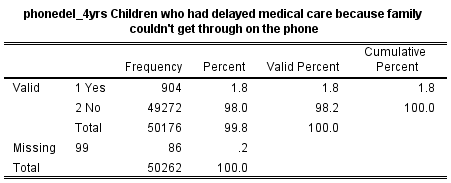 phonedel_4yrs Children who had delayed medical care because family
couldn't get through on the phone
Cumulative
Frequency Percent Valid Percent Percent
Valid 1 Yes 904 1.8 1.8 1.8
2 No 49272 98.0 98.2 100.0
Total 50176 99.8 100.0
Missing 99 86 .2
Total 50262 100.0